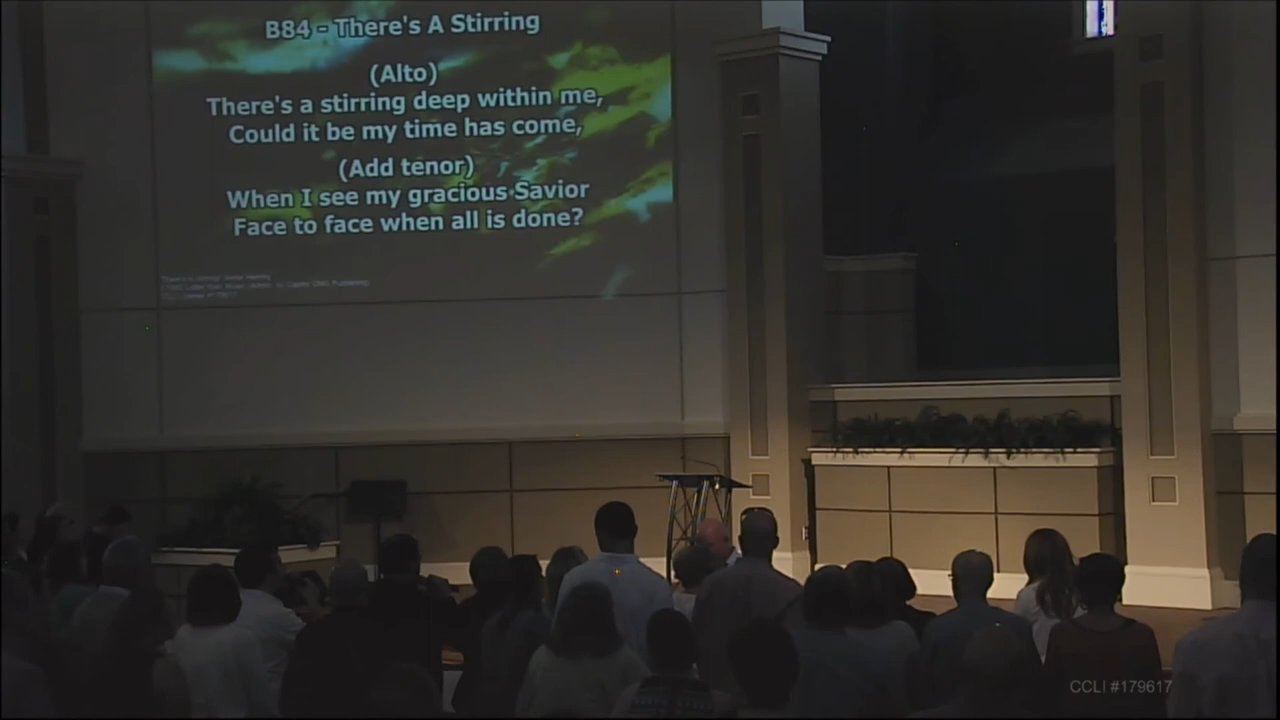 B84 - There's A Stirring
(Alto)
There's a stirring deep within me,
Could it be my time has come,
(Add tenor)
When I see my gracious Savior
Face to face when all is done?
CCLI #179617